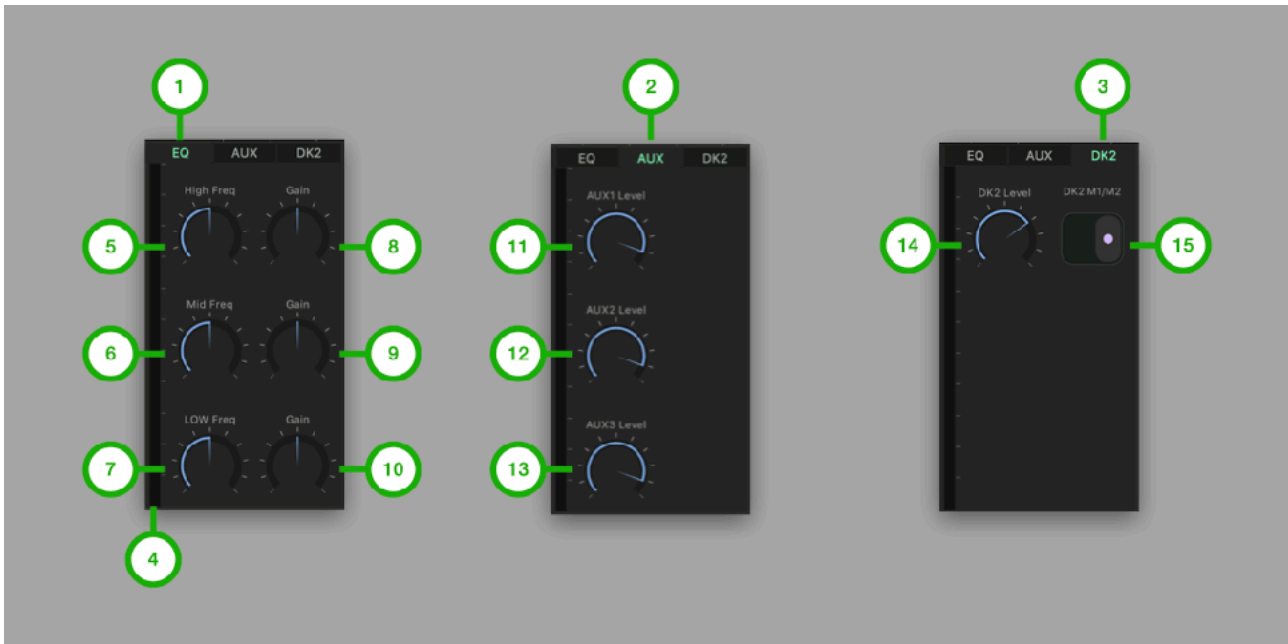 1
2
3
EQ AUX DK2
EQ AUX DK2
EQ AUX DK2
High Freq Gain
AUX1 Level
DK2 Level DK2 M1/M2
5
8
11
14
15
Mid Freq Gain
AUX2 Level
6
9
12
LOW Freq Gain
AUX3 Level
7
10
13
4